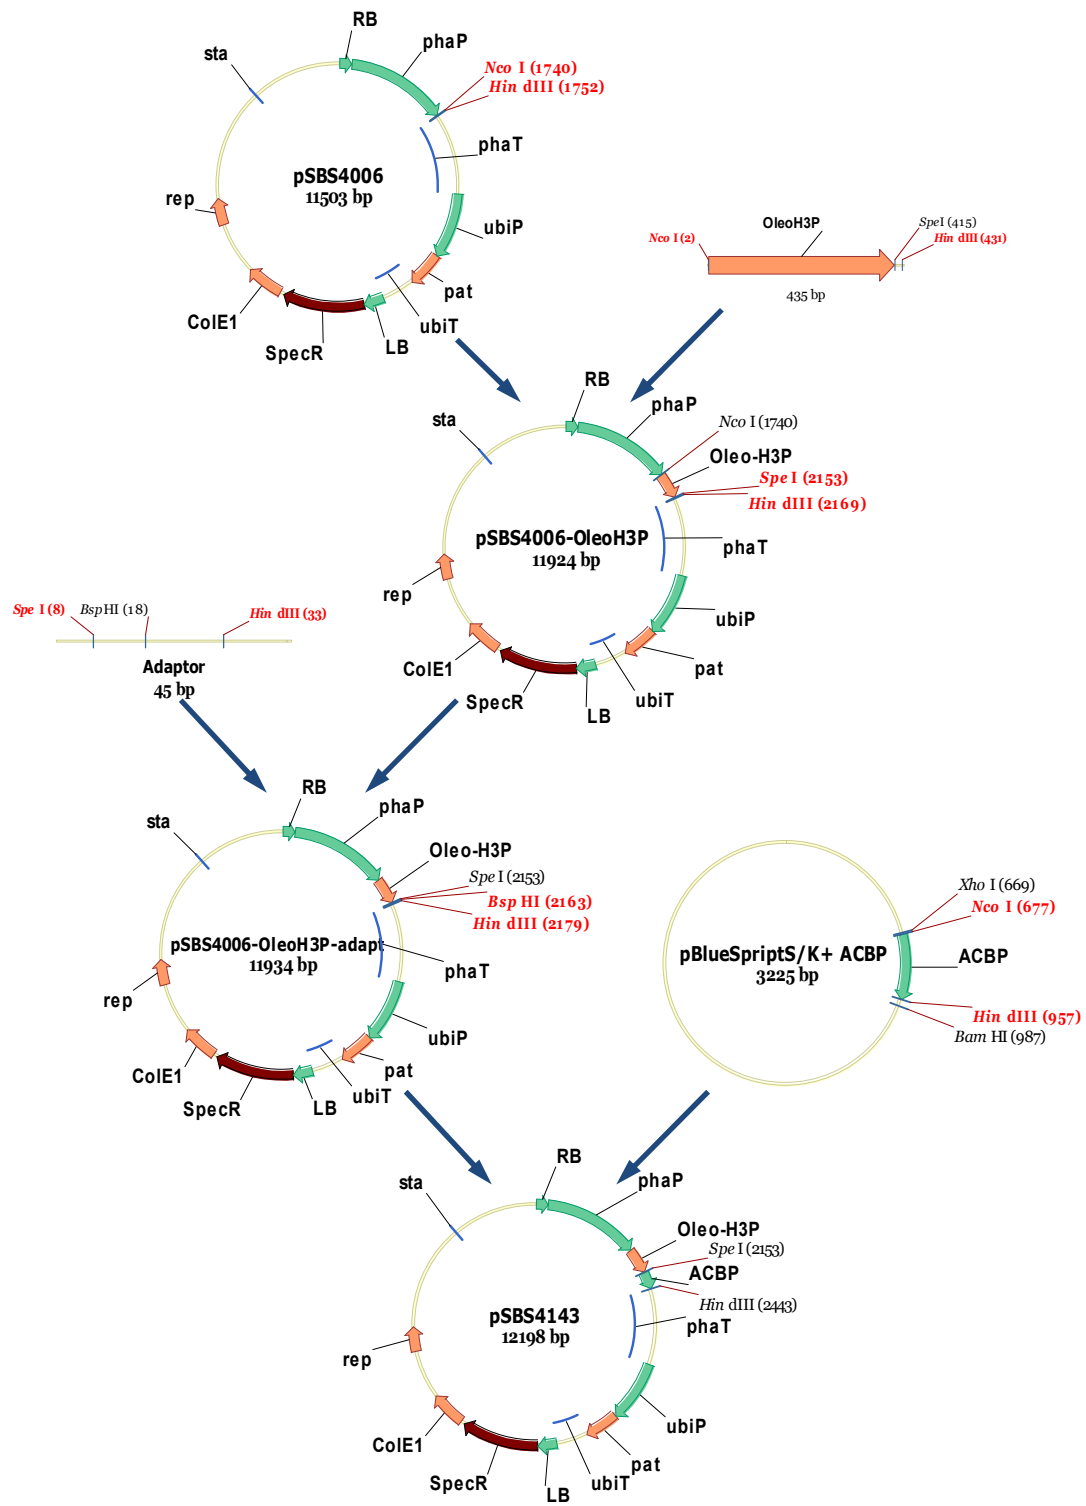 RB
phaP
sta
Nco I (1740)
Hin dIII (1752)
phaT
pSBS4006
11503 bp
rep
ubiP
pat
ColE1
ubiT
LB
SpecR
OleoH3P
SpeI (415)
Nco I (2)
Hin dIII (431)
435 bp
RB
phaP
sta
Nco I (1740)
Oleo-H3P
Spe I (2153)
Hin dIII (2169)
pSBS4006-OleoH3P
11924 bp
phaT
rep
ubiP
ColE1
pat
SpecR
ubiT
LB
Spe I (8)
BspHI (18)
Hin dIII (33)
Adaptor
45 bp
RB
phaP
sta
Oleo-H3P
Spe I (2153)
Bsp HI (2163)
Hin dIII (2179)
pSBS4006-OleoH3P-adapt
11934 bp
phaT
rep
ubiP
ColE1
pat
ubiT
SpecR
LB
Xho I (669)
Nco I (677)
pBlueSpriptS/K+ ACBP
3225 bp
ACBP
Hin dIII (957)
Bam HI (987)
RB
phaP
sta
Oleo-H3P
Spe I (2153)
ACBP
Hin dIII (2443)
pSBS4143
12198 bp
phaT
rep
ubiP
ColE1
pat
SpecR
ubiT
LB